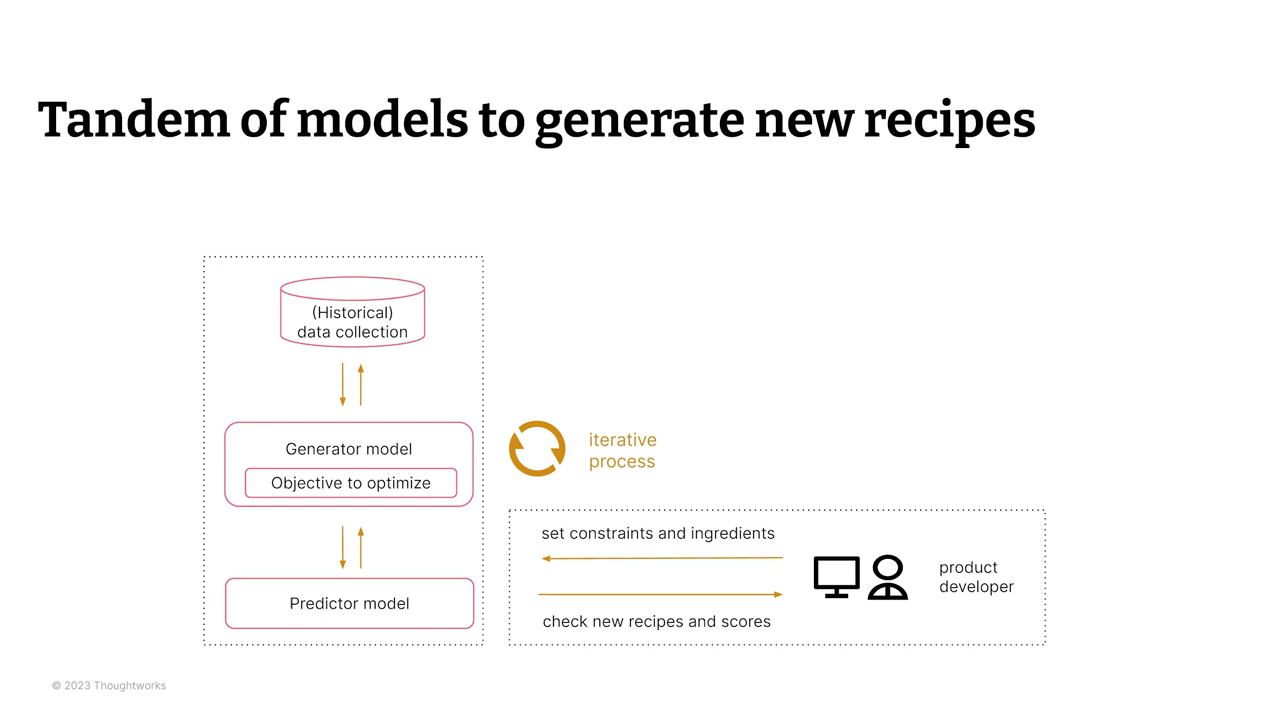 Tandem of models to generate new recipes
(Historical)
data collection
Generator model
Objective to optimize
Predictor model
iterative
process
set constraints and ingredients
check new recipes and scores
product
developer
© 2023 Thoughtworks